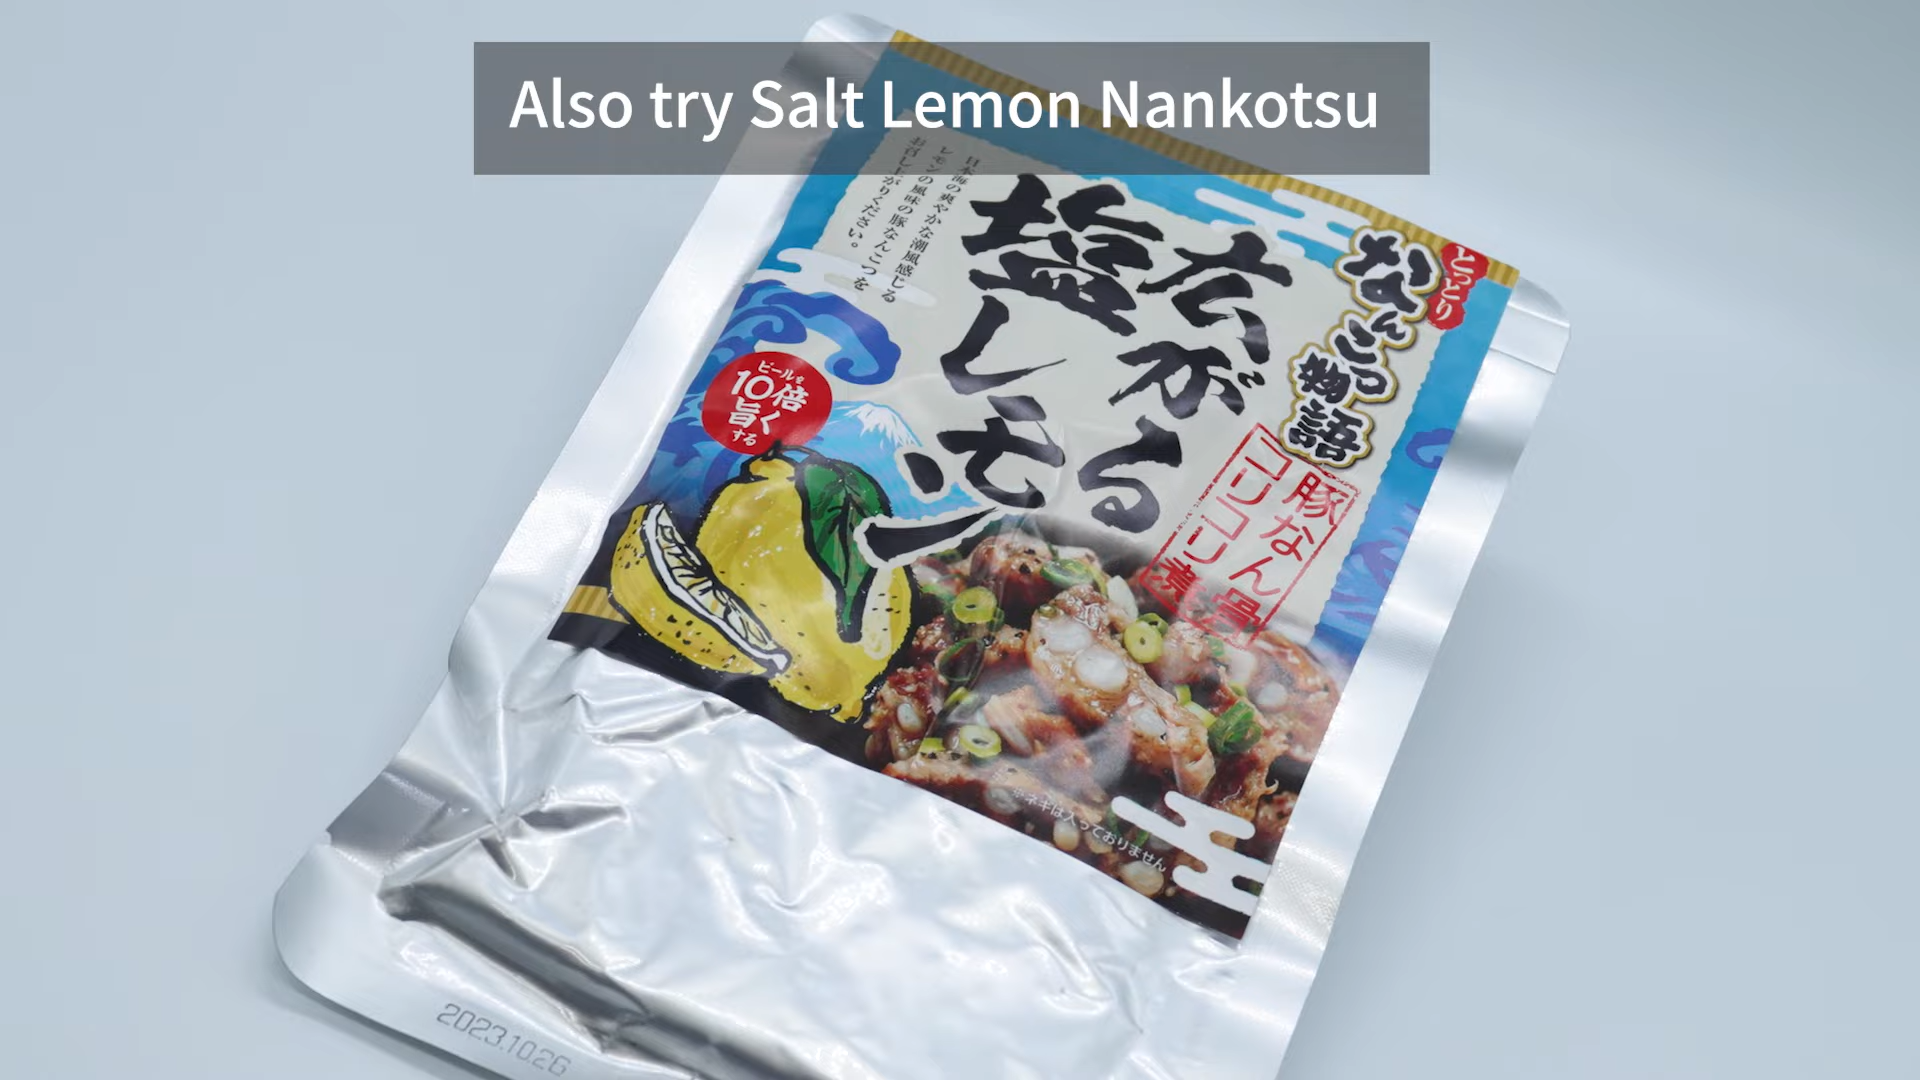 Also try Salt Lemon Nankotsu
とっとり
なんこつ物語
豚なん骨
コリコリ煮
広がる
塩レモン
日本海の爽やかな潮風感じる
レモンの風味の豚なんこつを
お召し上がりください。
ビールを
10倍
旨く
する
※ネギは入っておりません
2023.10.26